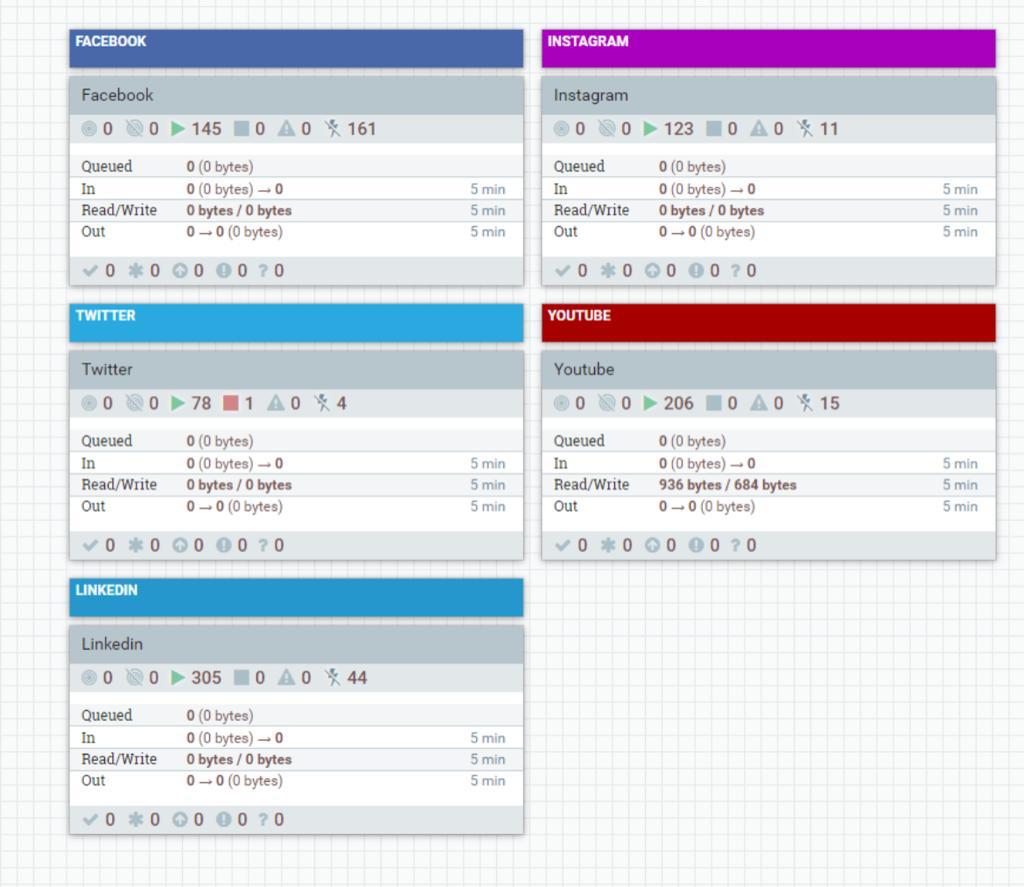 FACEBOOK
Facebook
0 0 145 0 0 161
Queued 0 (0 bytes)
In 0 (0 bytes) → 0 5 min
Read/Write 0 bytes / 0 bytes 5 min
Out 0 → 0 (0 bytes) 5 min
0 0 0 0 ? 0
INSTAGRAM
Instagram
0 0 123 0 0 11
Queued 0 (0 bytes)
In 0 (0 bytes) → 0 5 min
Read/Write 0 bytes / 0 bytes 5 min
Out 0 → 0 (0 bytes) 5 min
0 0 0 0 ? 0
TWITTER
Twitter
0 0 78 1 0 4
Queued 0 (0 bytes)
In 0 (0 bytes) → 0 5 min
Read/Write 0 bytes / 0 bytes 5 min
Out 0 → 0 (0 bytes) 5 min
0 0 0 0 ? 0
YOUTUBE
Youtube
0 0 206 0 0 15
Queued 0 (0 bytes)
In 0 (0 bytes) → 0 5 min
Read/Write 936 bytes / 684 bytes 5 min
Out 0 → 0 (0 bytes) 5 min
0 0 0 0 ? 0
LINKEDIN
Linkedin
0 0 305 0 0 44
Queued 0 (0 bytes)
In 0 (0 bytes) → 0 5 min
Read/Write 0 bytes / 0 bytes 5 min
Out 0 → 0 (0 bytes) 5 min
0 0 0 0 ? 0